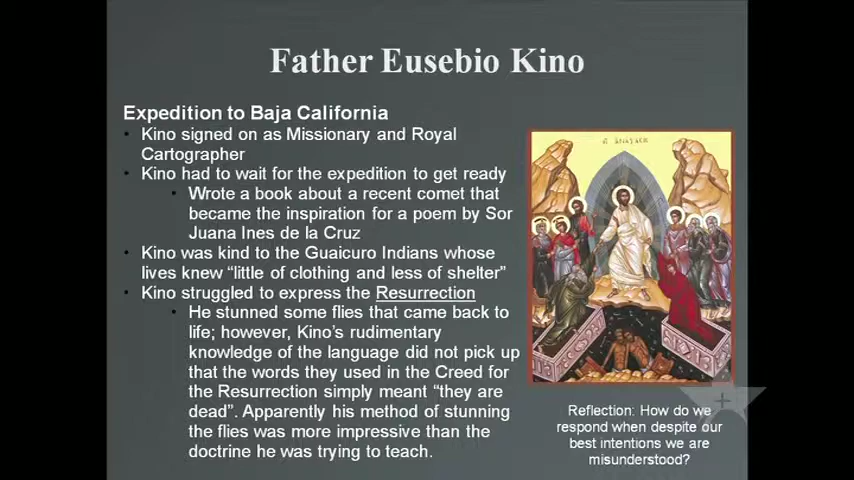 Father Eusebio Kino
Expedition to Baja California
• Kino signed on as Missionary and Royal
Cartographer
• Kino had to wait for the expedition to get ready
• Wrote a book about a recent comet that
became the inspiration for a poem by Sor
Juana Ines de la Cruz
• Kino was kind to the Guaicuro Indians whose
lives knew “little of clothing and less of shelter”
• Kino struggled to express the Resurrection
• He stunned some flies that came back to
life; however, Kino’s rudimentary
knowledge of the language did not pick up
that the words they used in the Creed for
the Resurrection simply meant “they are
dead”. Apparently his method of stunning
the flies was more impressive than the
doctrine he was trying to teach.
Reflection: How do we
respond when despite our
best intentions we are
misunderstood?